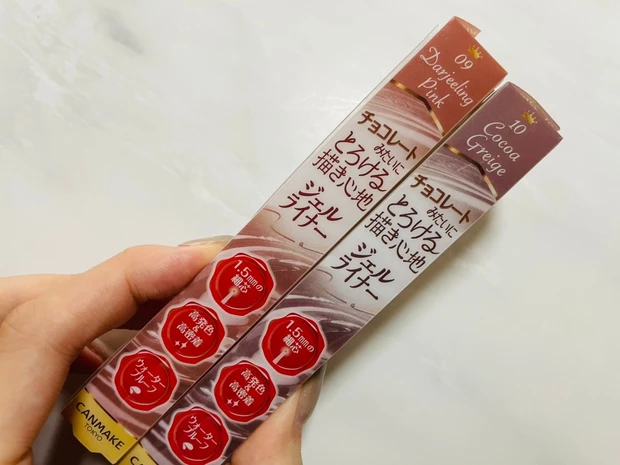 09
Darjeeling
Pink
チョコレート
みたいに
とろける
描き心地
ジェル
ライナー
1.5mmの
細芯
高発色
&
高密着
ウォーター
プルーフ
CANMAKE
TOKYO
10
Cocoa
Greige
チョコレート
みたいに
とろける
描き心地
ジェル
ライナー
1.5mmの
細芯
高発色
&
高密着
ウォーター
プルーフ
CANM